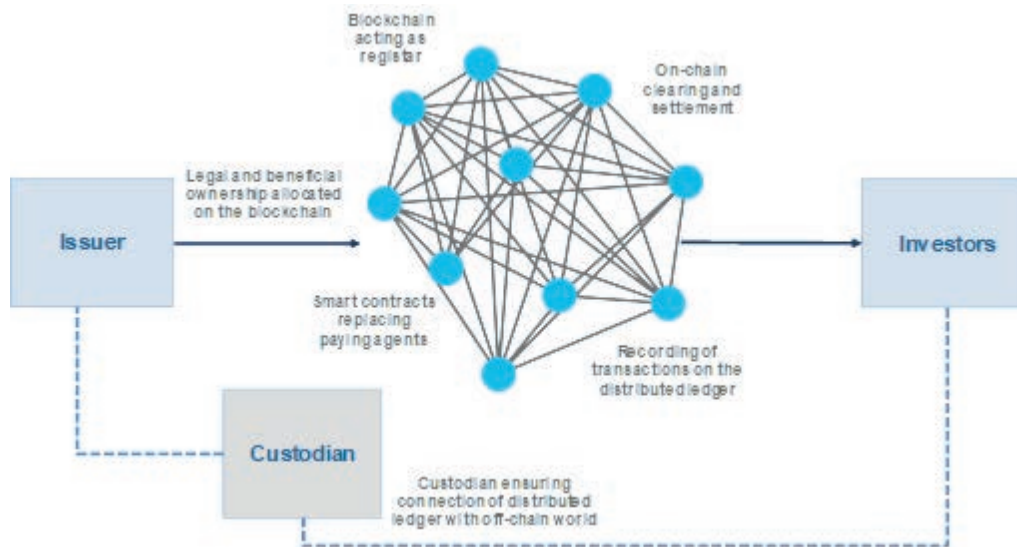 Blockchain
acting as
registrar
On-chain
clearing and
settlement
Legal and beneficial
ownership allocated
on the blockchain
Issuer
Investors
Smart contracts
replacing
paying agents
Recording of
transactions on the
distributed ledger
Custodian
Custodian ensuring
connection of distributed
ledger with off-chain world